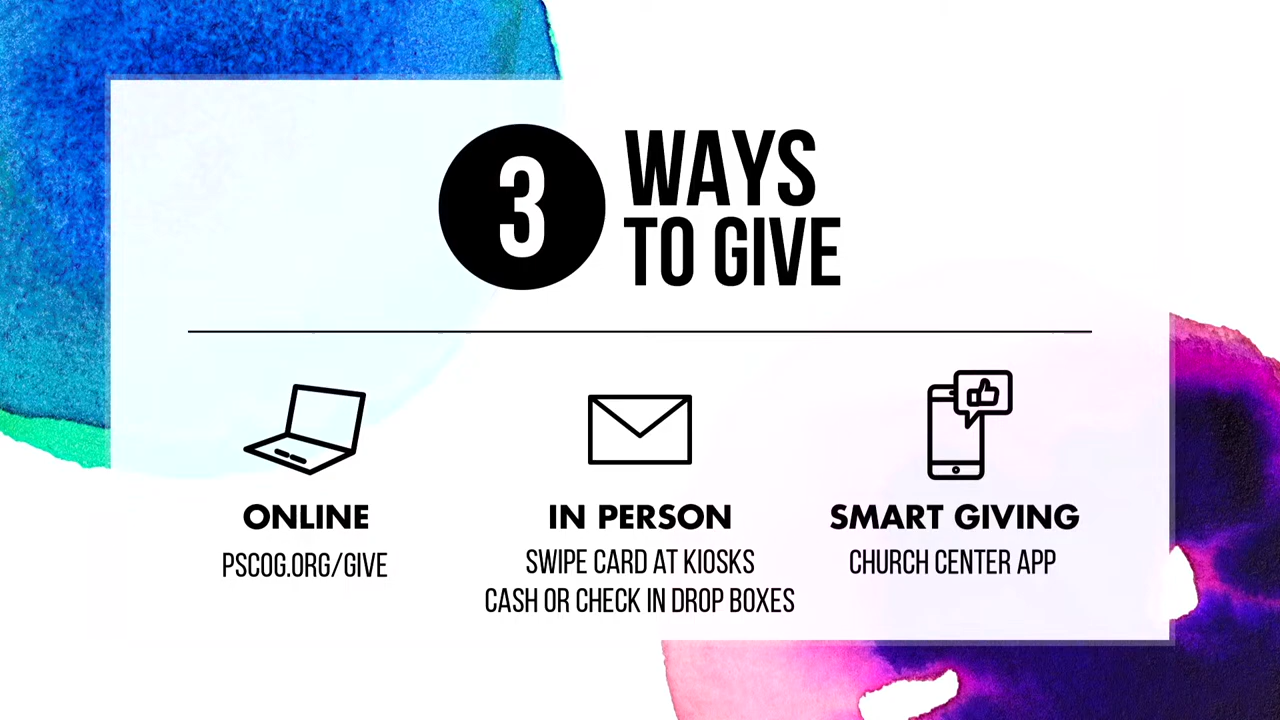 3 WAYS
TO GIVE
ONLINE
PSCOG.ORG/GIVE
IN PERSON
SWIPE CARD AT KIOSKS
CASH OR CHECK IN DROP BOXES
SMART GIVING
CHURCH CENTER APP